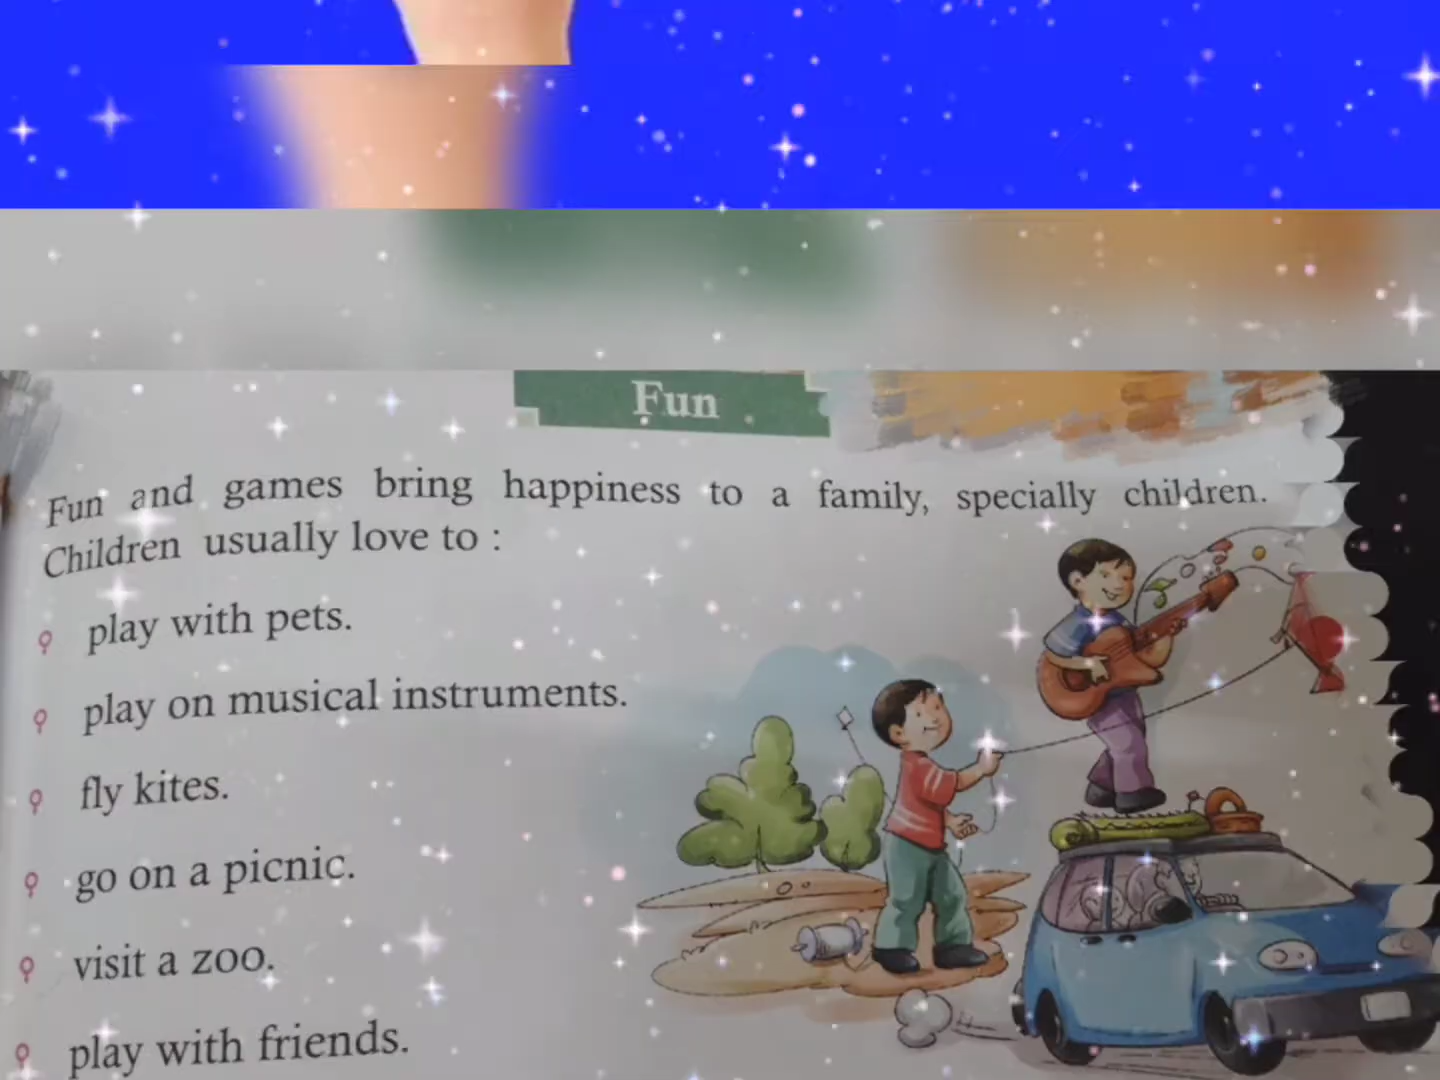 Fun
Fun and games bring happiness to a family, specially children.
Children usually love to :
play with pets.
play on musical instruments.
fly kites.
go on a picnic.
visit a zoo.
play with friends.